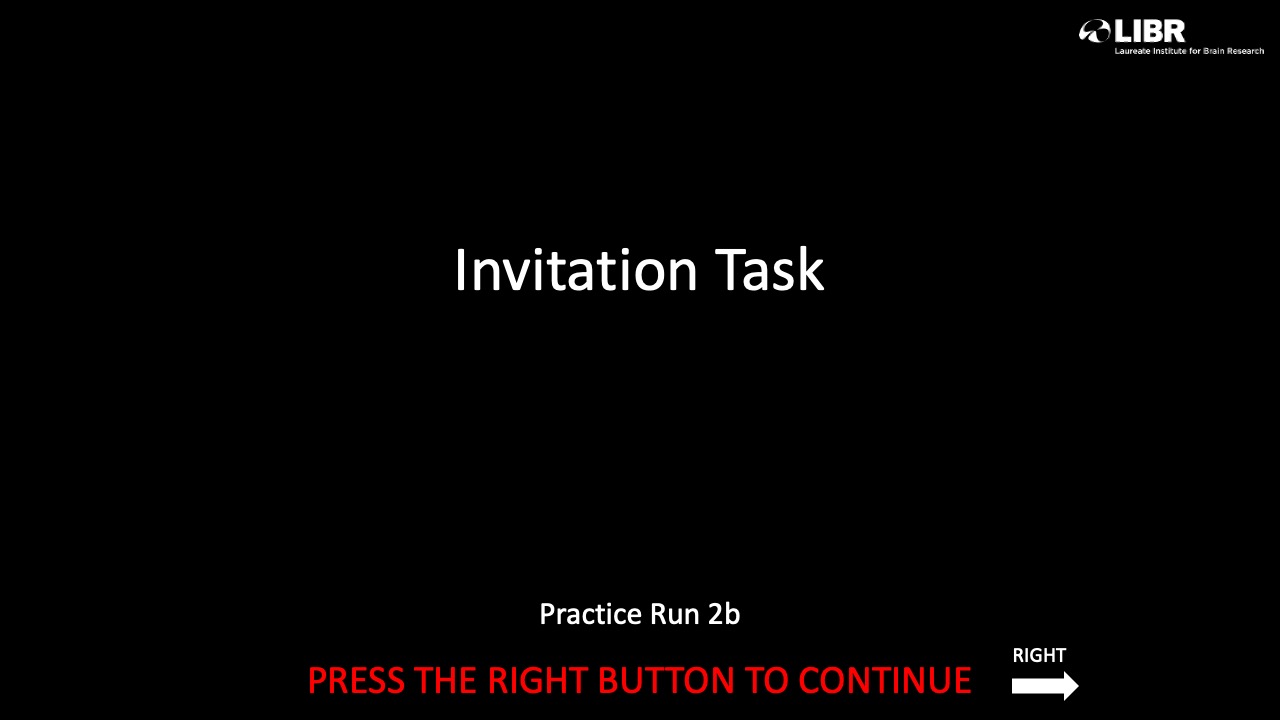 LIBR
Laureate Institute for Brain Research
Invitation Task
Practice Run 2b
RIGHT
PRESS THE RIGHT BUTTON TO CONTINUE